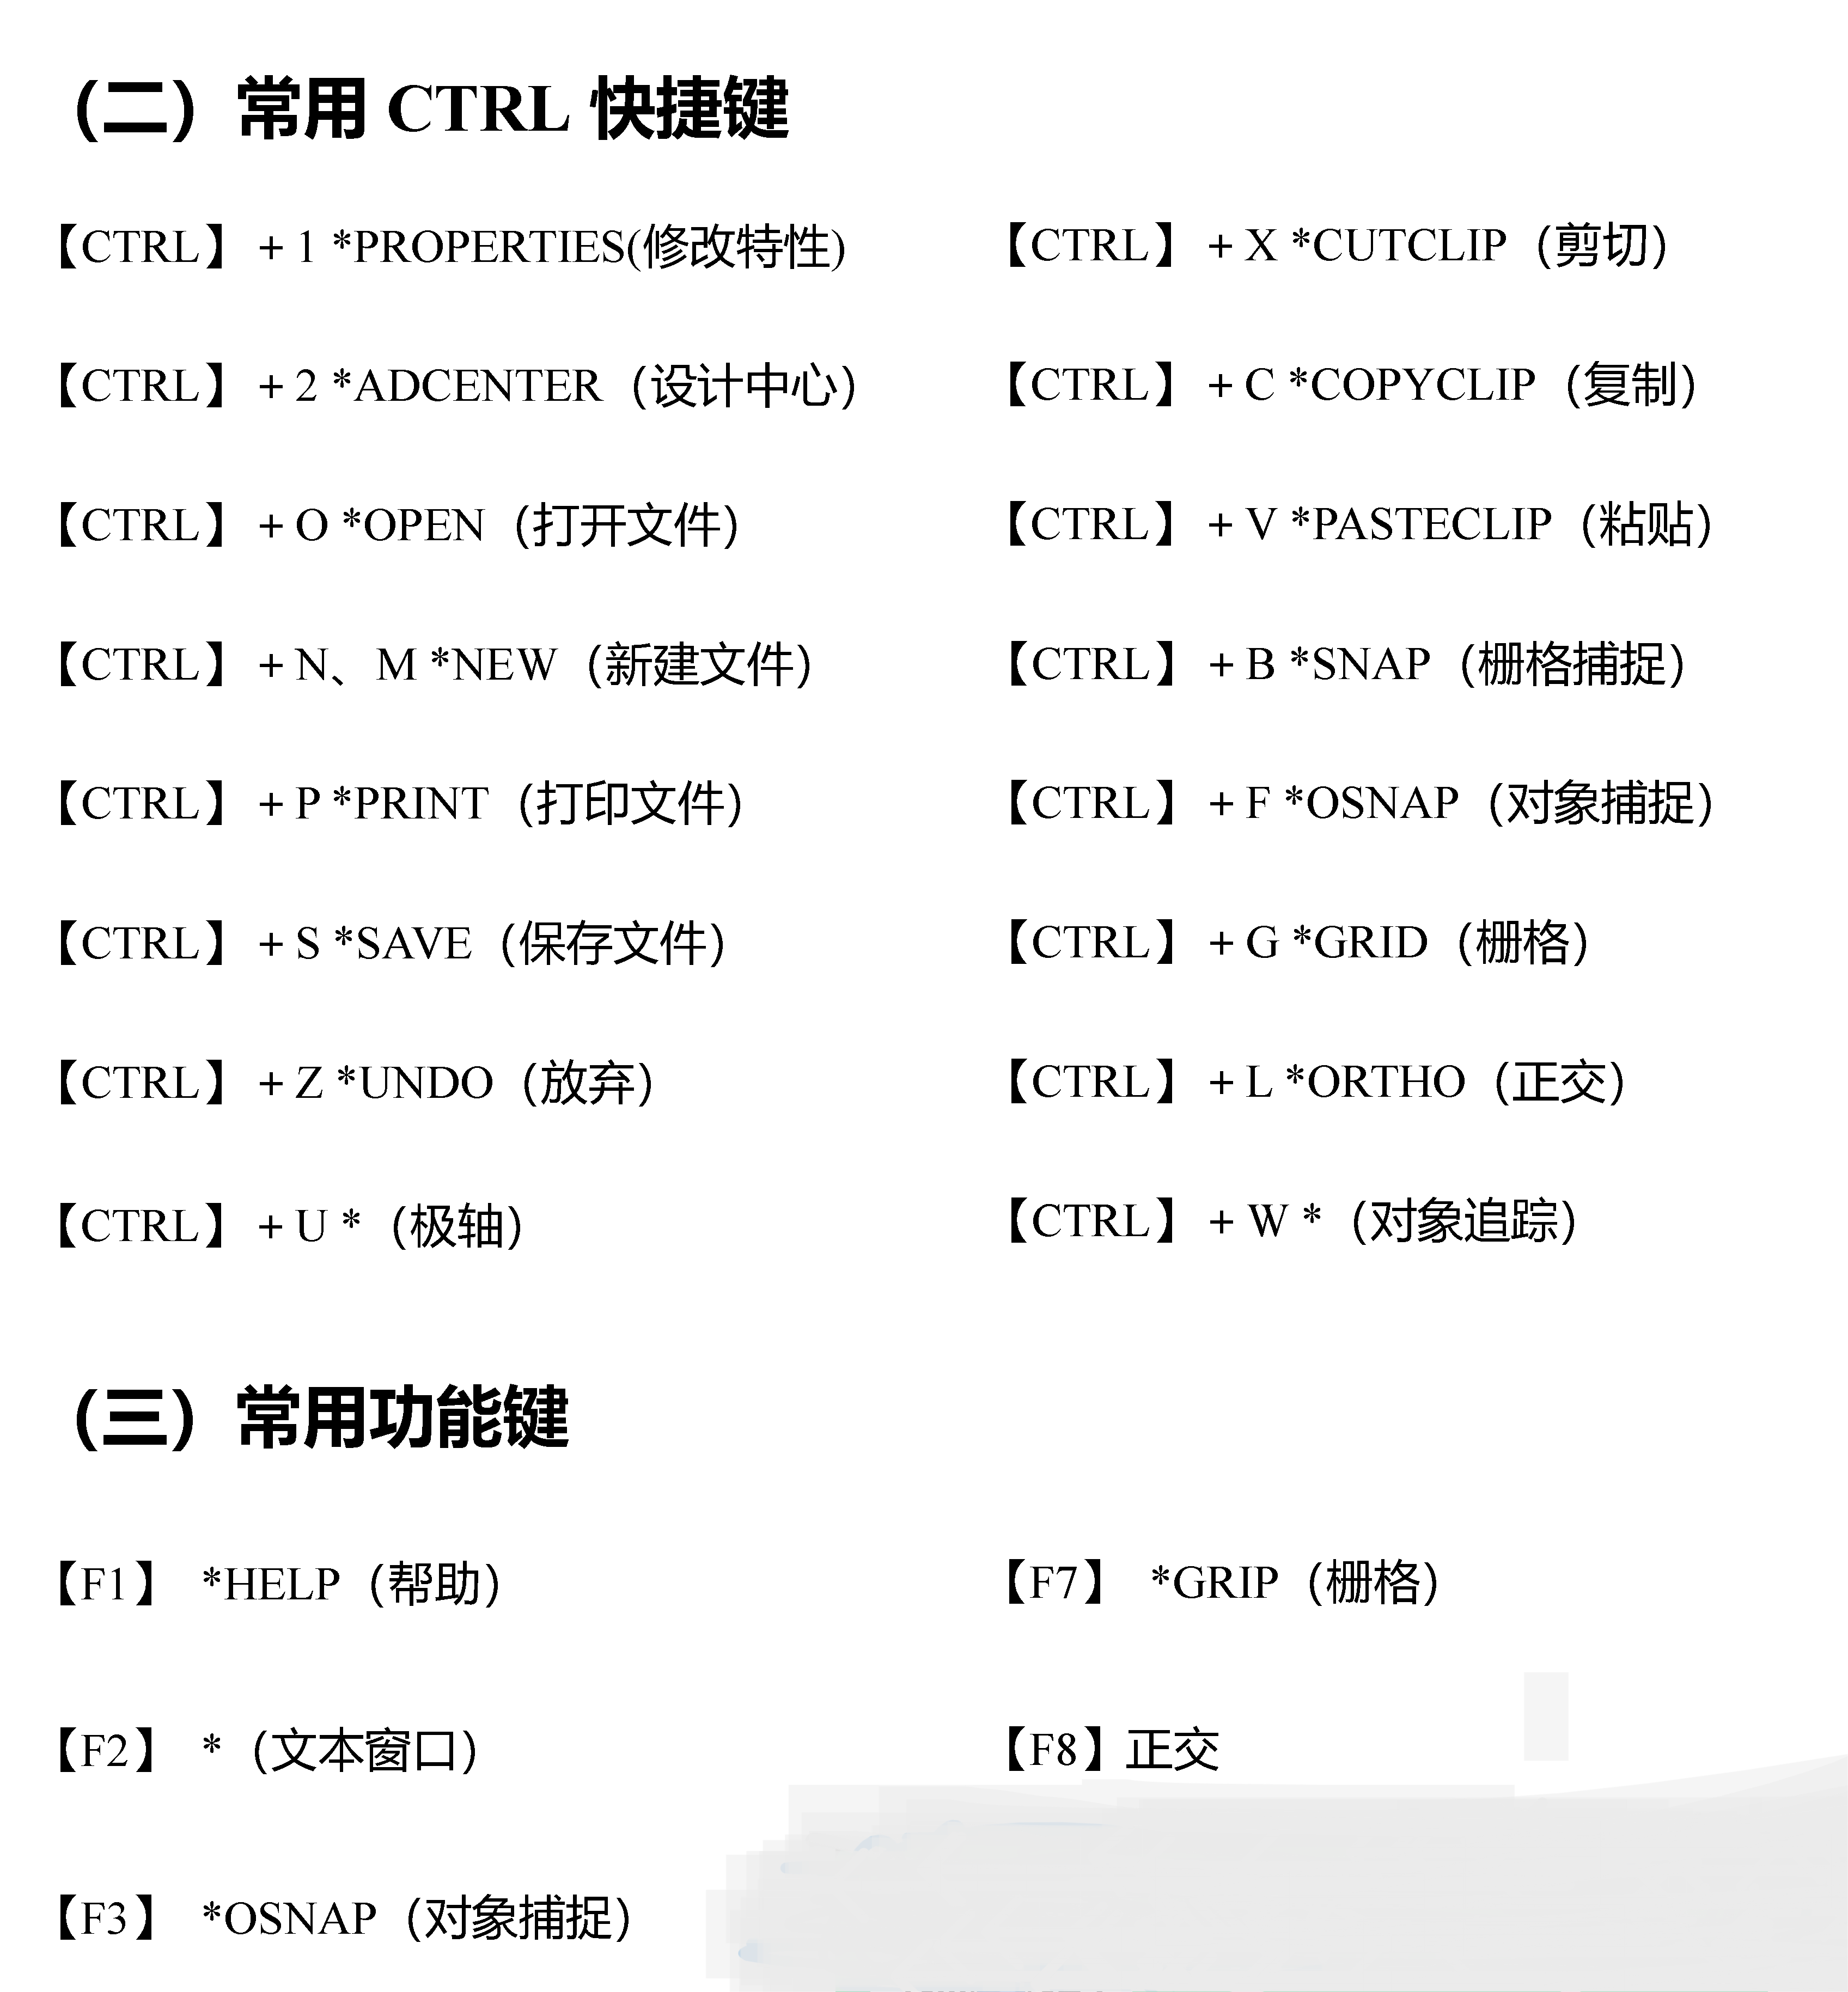 （二）常用 CTRL 快捷键
【CTRL】 + 1 *PROPERTIES(修改特性)
【CTRL】 + 2 *ADCENTER（设计中心）
【CTRL】 + O *OPEN（打开文件）
【CTRL】 + N、M *NEW（新建文件）
【CTRL】 + P *PRINT（打印文件）
【CTRL】 + S *SAVE（保存文件）
【CTRL】 + Z *UNDO（放弃）
【CTRL】 + U *（极轴）
【CTRL】 + X *CUTCLIP（剪切）
【CTRL】 + C *COPYCLIP（复制）
【CTRL】 + V *PASTECLIP（粘贴）
【CTRL】 + B *SNAP（栅格捕捉）
【CTRL】 + F *OSNAP（对象捕捉）
【CTRL】 + G *GRID（栅格）
【CTRL】 + L *ORTHO（正交）
【CTRL】 + W *（对象追踪）
（三）常用功能键
【F1】 *HELP（帮助）
【F2】 *（文本窗口）
【F3】 *OSNAP（对象捕捉）
【F7】 *GRIP（栅格）
【F8】正交